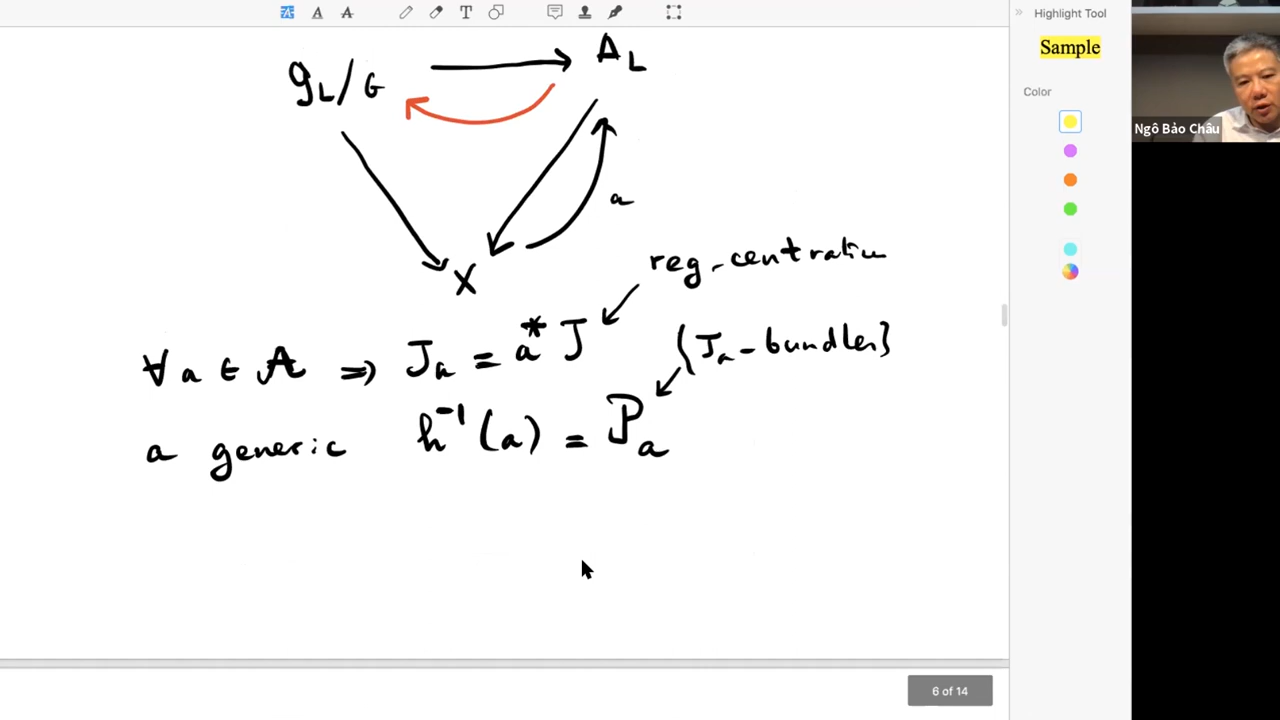 Highlight Tool
Sample
Color
Ngô Bảo Châu
g_L/G → A_L
a
X
reg. centralizer
∀ a ∈ A ⇒ J_a = a^* J
{J_a-bundles}
a generic h^{-1}(a) = P_a
6 of 14